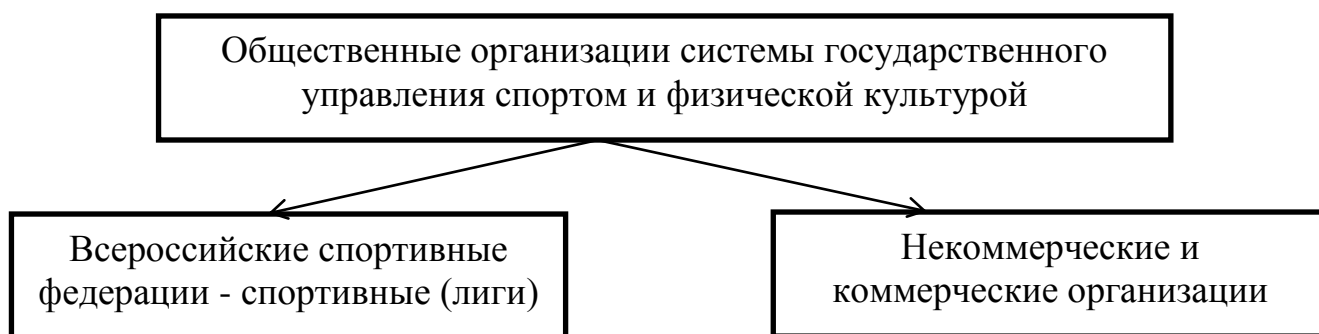 Общественные организации системы государственного
управления спортом и физической культурой
Всероссийские спортивные
федерации - спортивные (лиги)
Некоммерческие и
коммерческие организации